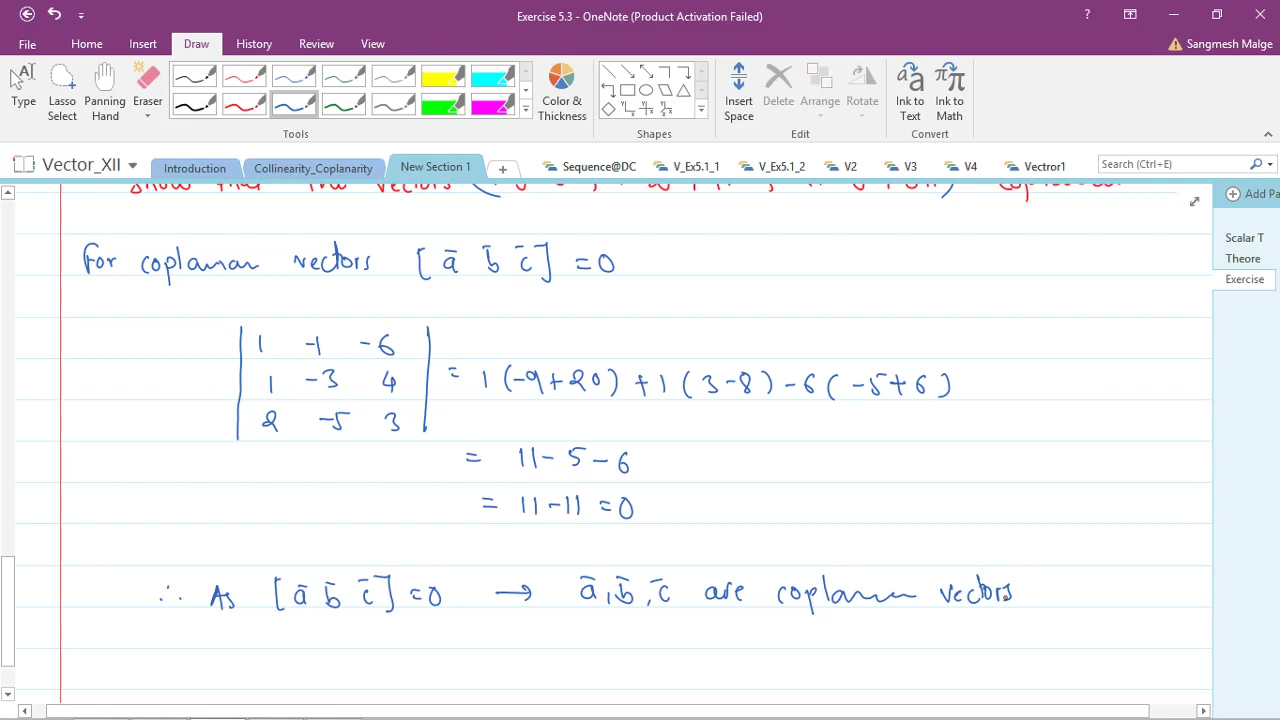 Exercise 5.3 - OneNote (Product Activation Failed)
File Home Insert Draw History Review View Sangmesh Malge
Type Lasso Select Panning Hand Eraser Color & Thickness Insert Space Delete Arrange Rotate Ink to Text Ink to Math
Tools Shapes Edit Convert
Vector_XII Introduction Collinearity_Coplanarity New Section 1 Sequence@DC V_Ex5.1_1 V_Ex5.1_2 V2 V3 V4 Vector1 Search (Ctrl+E)
Add Pa
Scalar T
Theore
Exercise
Show that the vectors
For coplanar vectors [ā b̄ c̄] = 0
| 1 -1 -6 |
| 1 -3 4 | = 1(-9+20) + 1(3-8) - 6(-5+6)
| 2 -5 3 |
= 11 - 5 - 6
= 11 - 11 = 0
∴ As [ā b̄ c̄] = 0 → ā, b̄, c̄ are coplanar vectors